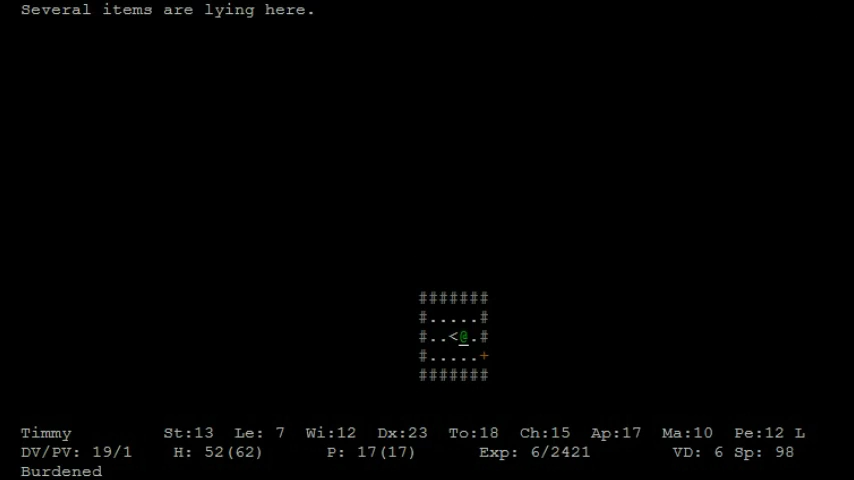 Several items are lying here.
#######
#.....#
#..<@.#
#.....+
#######
Timmy St:13 Le: 7 Wi:12 Dx:23 To:18 Ch:15 Ap:17 Ma:10 Pe:12 L
DV/PV: 19/1 H: 52(62) P: 17(17) Exp: 6/2421 VD: 6 Sp: 98
Burdened